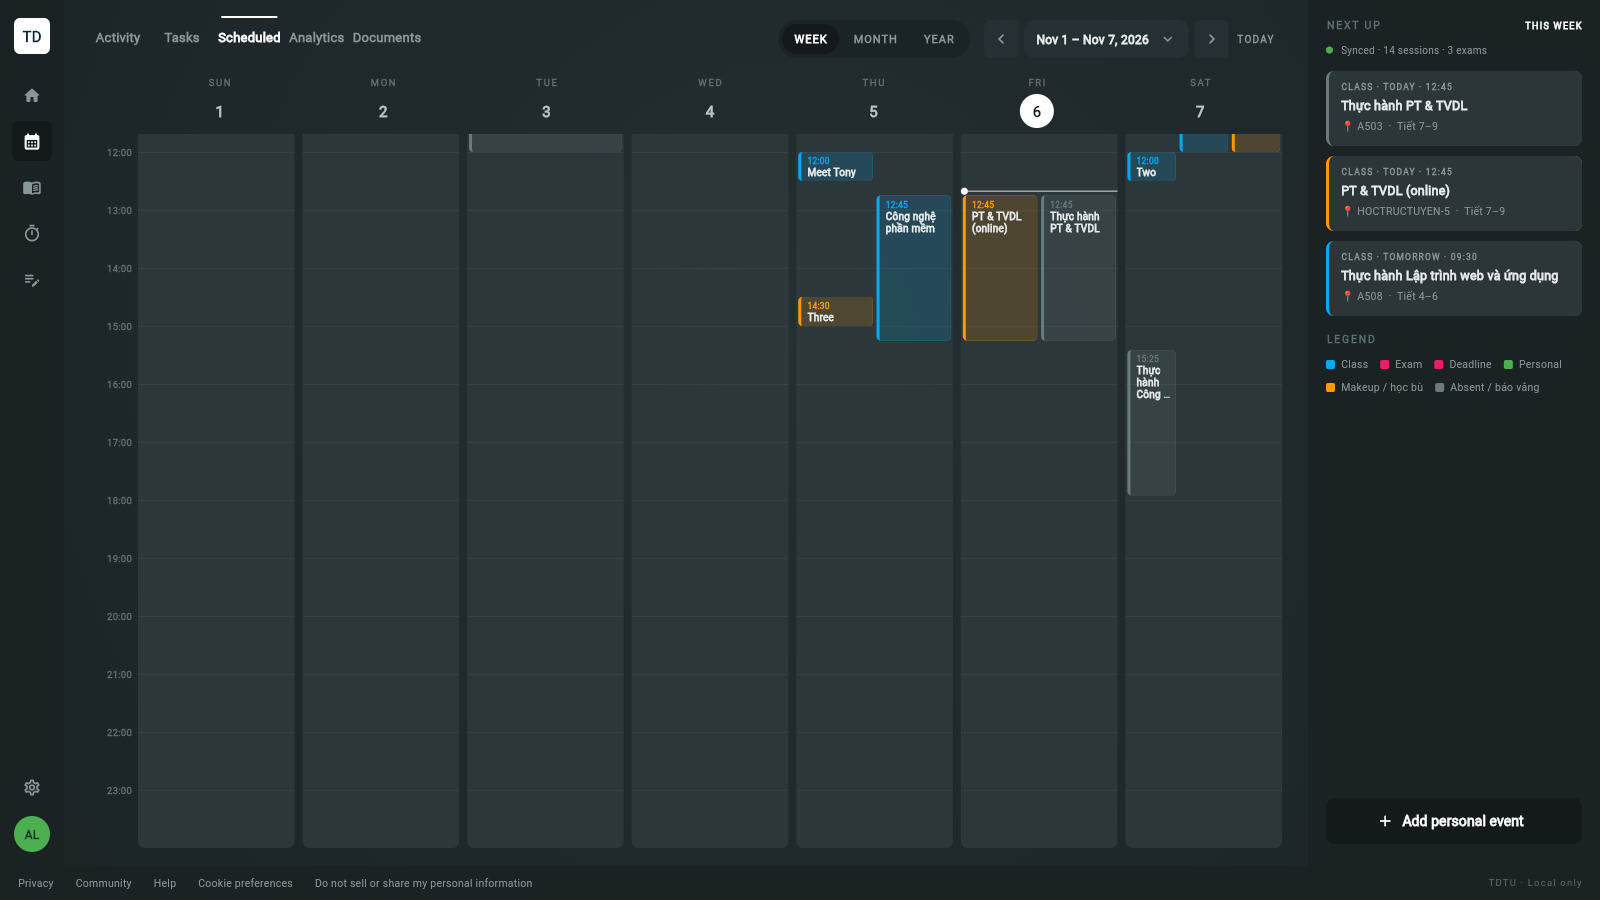 TD
Activity Tasks Scheduled Analytics Documents
WEEK MONTH YEAR
Nov 1 – Nov 7, 2026
TODAY
SUN MON TUE WED THU FRI SAT
1 2 3 4 5 6 7
12:00
13:00
14:00
15:00
16:00
17:00
18:00
19:00
20:00
21:00
22:00
23:00
12:00
Meet Tony
12:45
Công nghệ
phần mềm
14:30
Three
12:45
PT & TVDL
(online)
12:45
Thực hành
PT & TVDL
12:00
Two
15:25
Thực
hành
Công ...
NEXT UP THIS WEEK
Synced · 14 sessions · 3 exams
CLASS · TODAY · 12:45
Thực hành PT & TVDL
A503 · Tiết 7–9
CLASS · TODAY · 12:45
PT & TVDL (online)
HOCTRUCTUYEN-5 · Tiết 7–9
CLASS · TOMORROW · 09:30
Thực hành Lập trình web và ứng dụng
A508 · Tiết 4–6
LEGEND
Class Exam Deadline Personal
Makeup / học bù Absent / báo vắng
+ Add personal event
AL
Privacy Community Help Cookie preferences Do not sell or share my personal information
TDTU · Local only